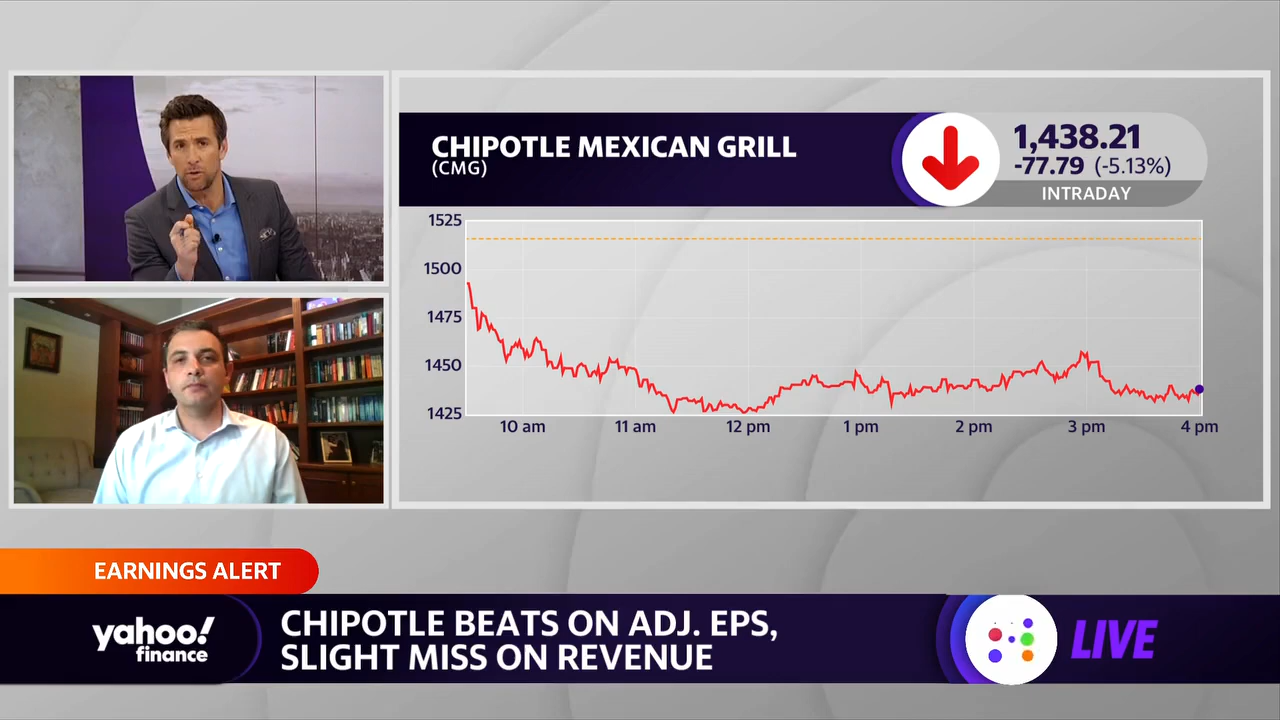 CHIPOTLE MEXICAN GRILL
(CMG)
1,438.21
-77.79 (-5.13%)
INTRADAY
1525
1500
1475
1450
1425
10 am 11 am 12 pm 1 pm 2 pm 3 pm 4 pm
EARNINGS ALERT
yahoo!
finance
CHIPOTLE BEATS ON ADJ. EPS,
SLIGHT MISS ON REVENUE
LIVE